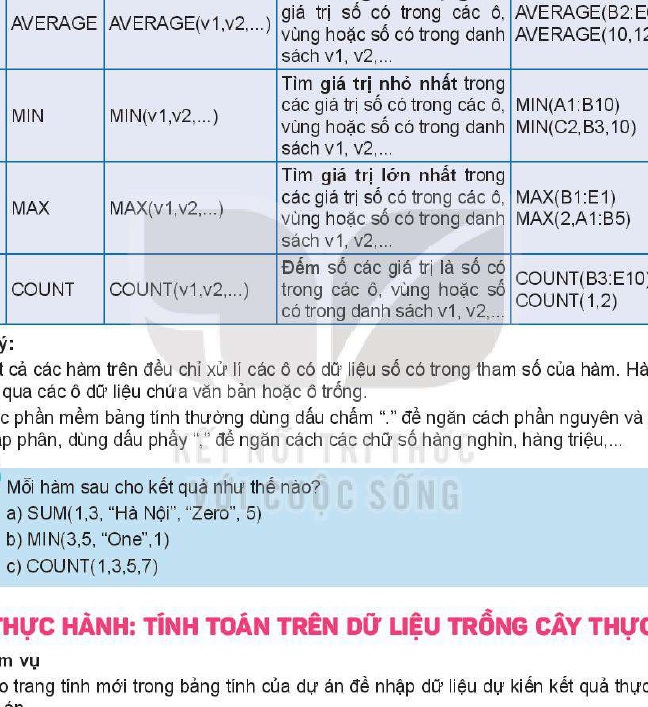 giá trị số có trong các ô,
AVERAGE AVERAGE(v1,v2,...) vùng hoặc số có trong danh AVERAGE(10,12
sách v1, v2,...
Tìm giá trị nhỏ nhất trong
các giá trị số có trong các ô, MIN(A1:B10)
MIN MIN(v1,v2,...) vùng hoặc số có trong danh MIN(C2,B3,10)
sách v1, v2,...
Tìm giá trị lớn nhất trong
các giá trị số có trong các ô, MAX(B1:E1)
MAX MAX(v1,v2,...) vùng hoặc số có trong danh MAX(2,A1:B5)
sách v1, v2,...
Đếm số các giá trị là số có COUNT(B3:E10)
COUNT COUNT(v1,v2,...) trong các ô, vùng hoặc số COUNT(1,2)
có trong danh sách v1, v2,...
ý:
t cả các hàm trên đều chỉ xử lí các ô có dữ liệu số có trong tham số của hàm. Hà
qua các ô dữ liệu chứa văn bản hoặc ô trống.
c phần mềm bảng tính thường dùng dấu chấm “.” để ngăn cách phần nguyên và
ập phân, dùng dấu phẩy “,” để ngăn cách các chữ số hàng nghìn, hàng triệu,...
KẾT NỐI TRI THỨC
VỚI CUỘC SỐNG
Mỗi hàm sau cho kết quả như thế nào?
a) SUM(1,3, “Hà Nội”, “Zero”, 5)
b) MIN(3,5, “One”,1)
c) COUNT(1,3,5,7)
THỰC HÀNH: TÍNH TOÁN TRÊN DỮ LIỆU TRỒNG CÂY THỰC
m vụ
o trang tính mới trong bảng tính của dự án để nhập dữ liệu dự kiến kết quả thực